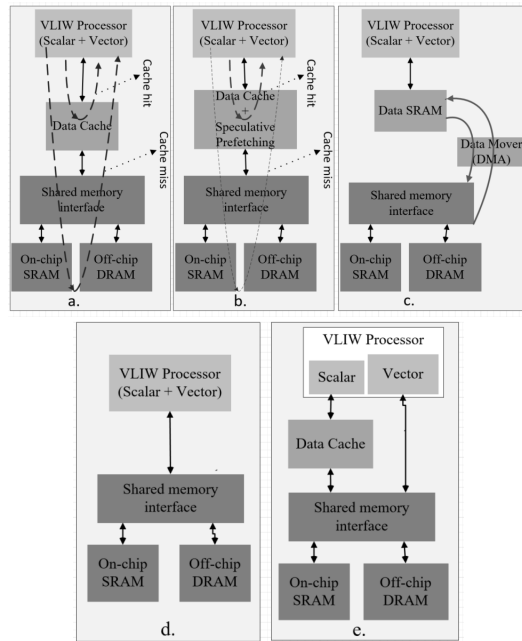 VLIW Processor
(Scalar + Vector)
Cache hit
Data Cache
Cache miss
Shared memory
interface
On-chip
SRAM
Off-chip
DRAM
a.
VLIW Processor
(Scalar + Vector)
Cache hit
Data Cache
+
Speculative
Prefetching
Cache miss
Shared memory
interface
On-chip
SRAM
Off-chip
DRAM
b.
VLIW Processor
(Scalar + Vector)
Data SRAM
Data Mover
(DMA)
Shared memory
interface
On-chip
SRAM
Off-chip
DRAM
c.
VLIW Processor
(Scalar + Vector)
Shared memory
interface
On-chip
SRAM
Off-chip
DRAM
d.
VLIW Processor
Scalar
Vector
Data Cache
Shared memory
interface
On-chip
SRAM
Off-chip
DRAM
e.